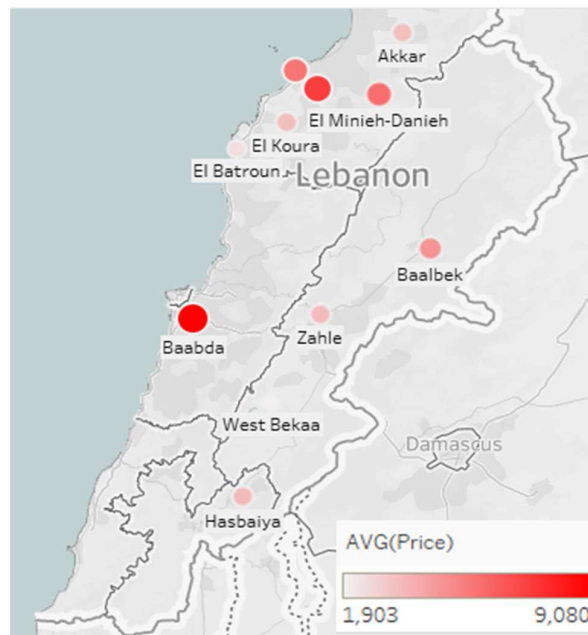 Akkar
El Minieh-Danieh
El Koura
El Batroun
Lebanon
Baalbek
Baabda
Zahle
West Bekaa
Damascus
Hasbaiya
AVG(Price)
1,903 9,080